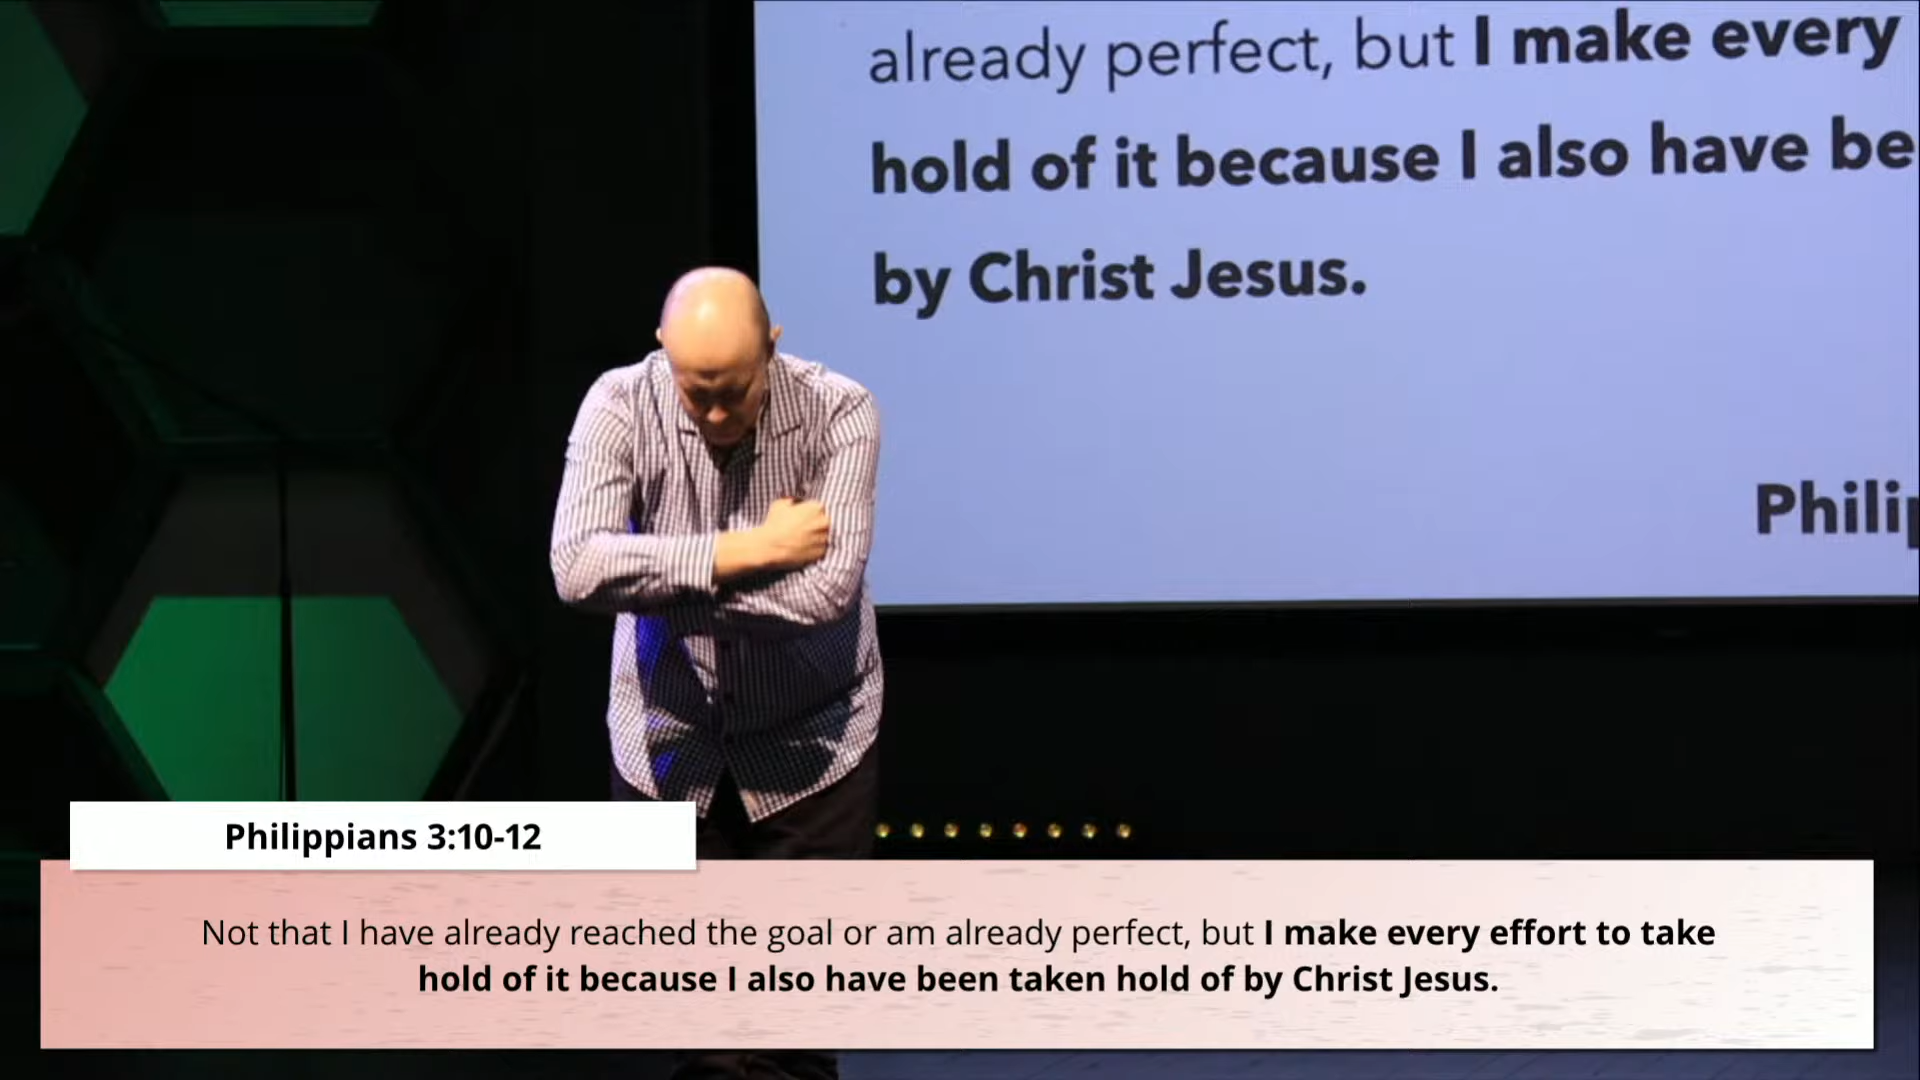 already perfect, but I make every
hold of it because I also have be
by Christ Jesus.
Philip
Philippians 3:10-12
Not that I have already reached the goal or am already perfect, but I make every effort to take
hold of it because I also have been taken hold of by Christ Jesus.